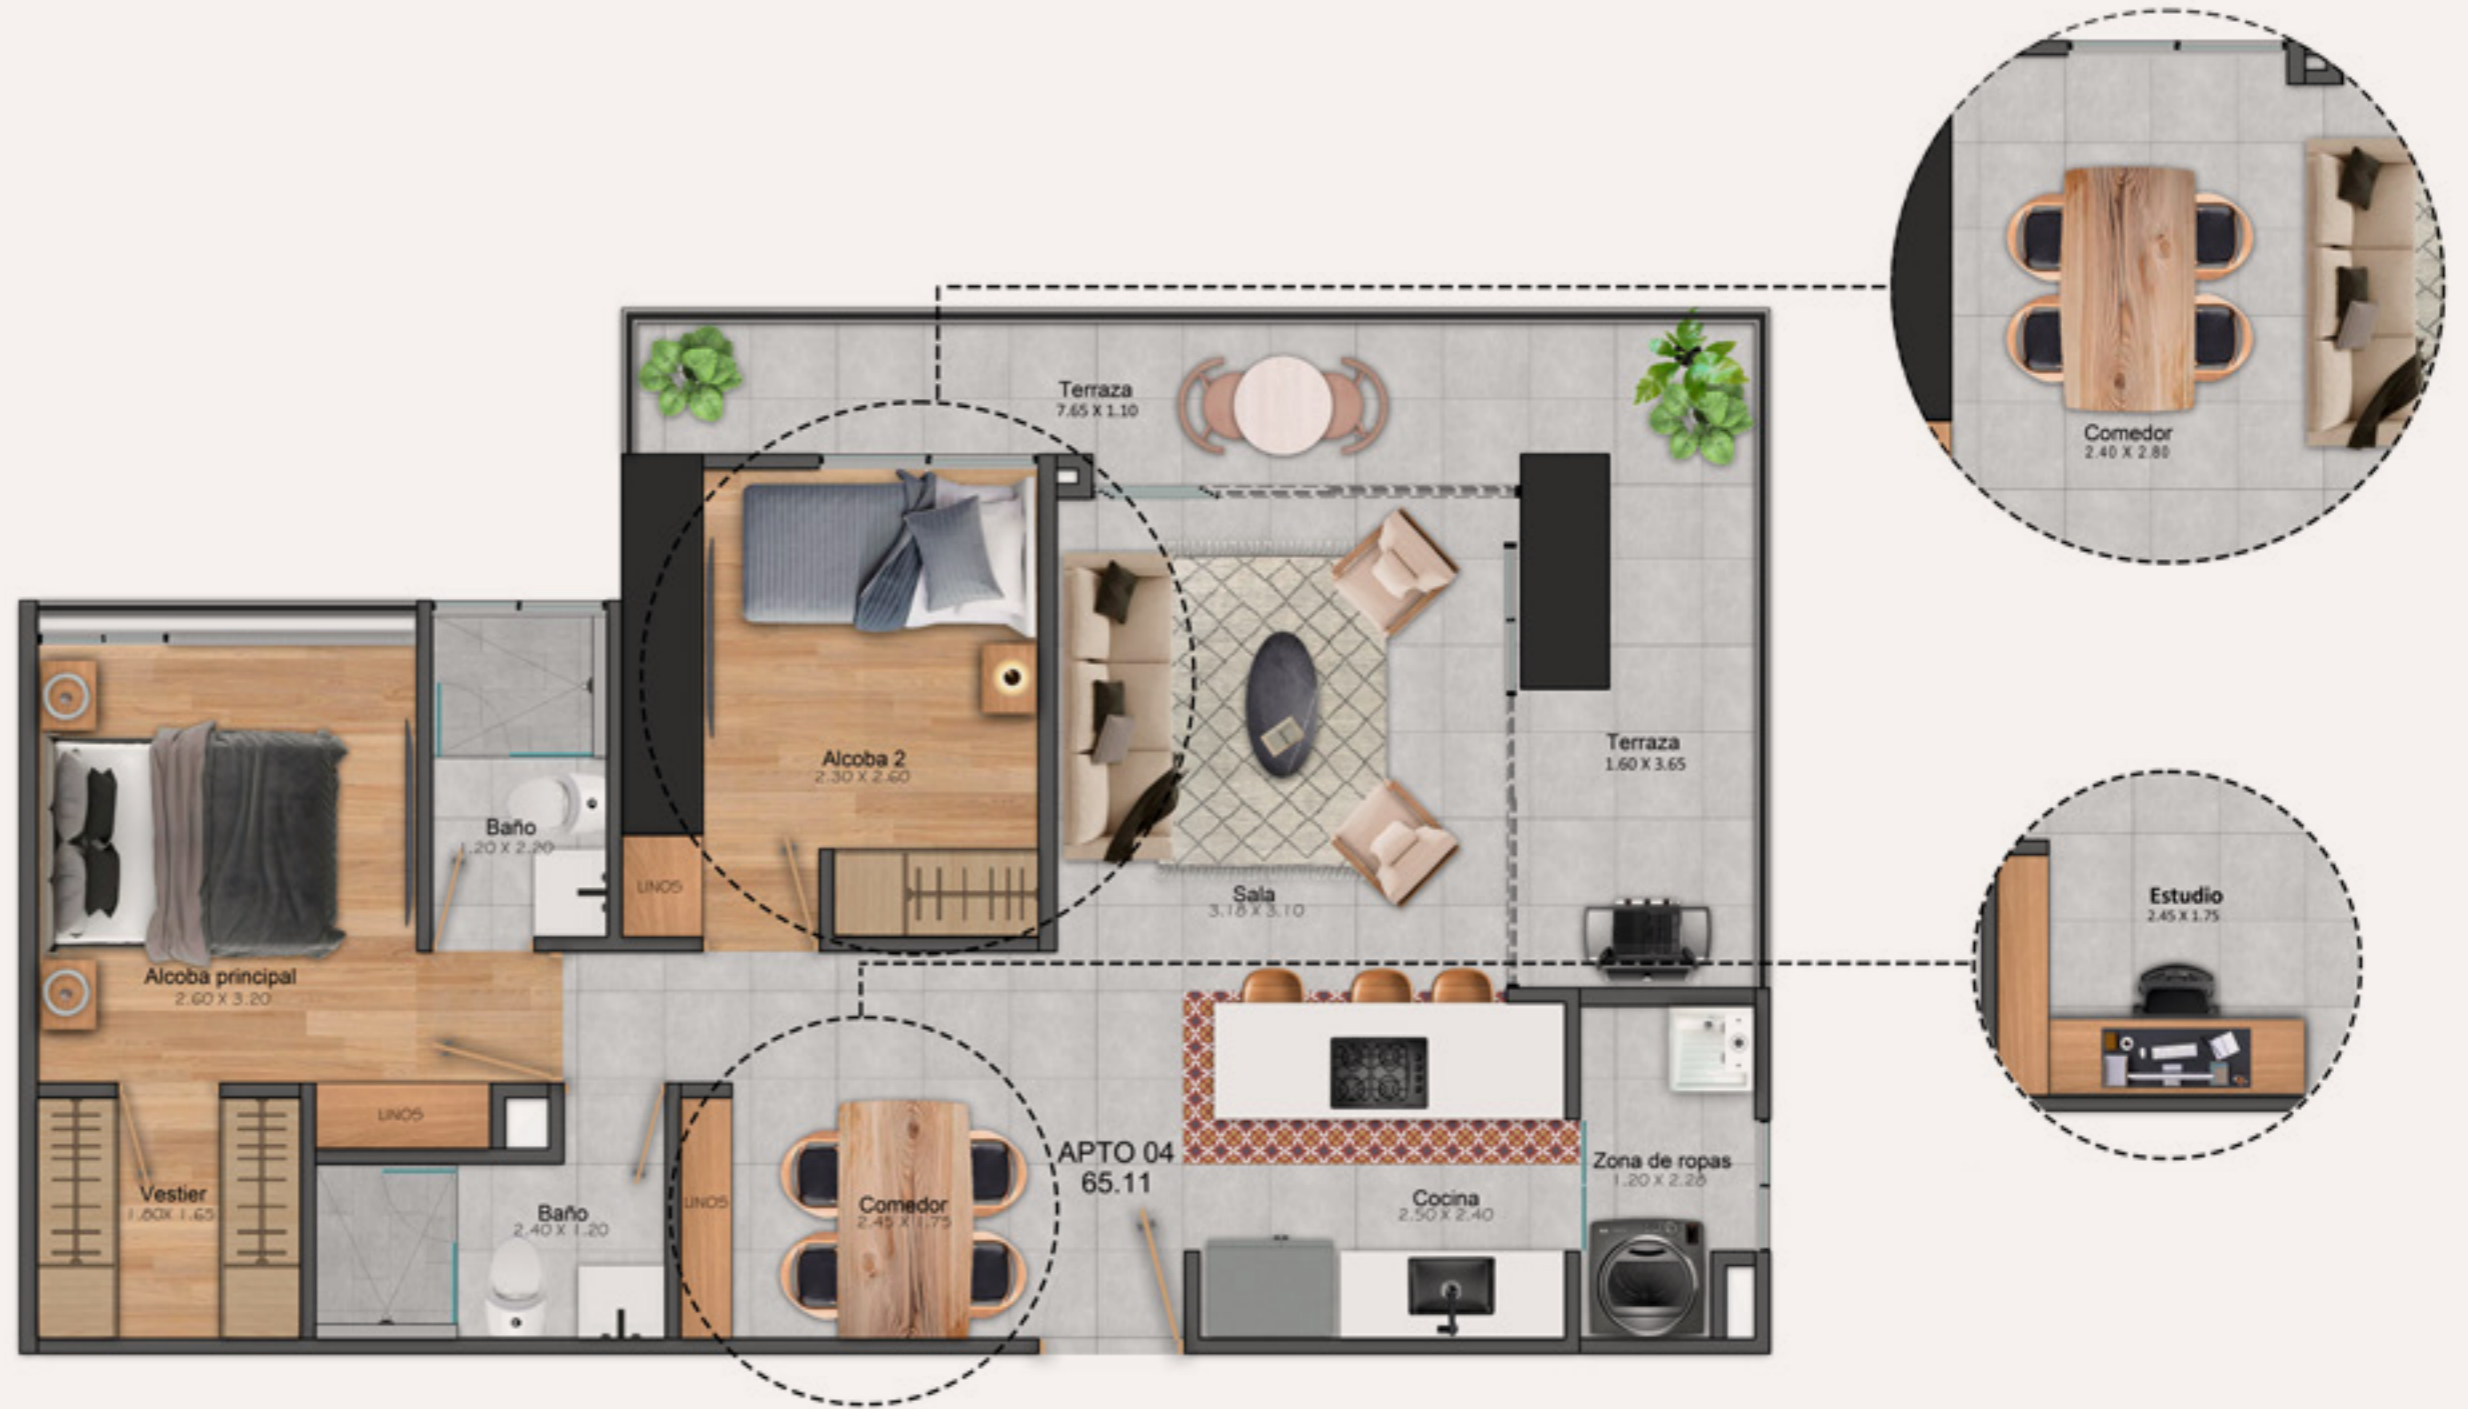 Comedor
2.40 X 2.80
Terraza
7.65 X 1.10
Terraza
1.60 X 3.65
Alcoba 2
2.30 X 2.60
Baño
1.20 X 2.20
LINOS
Sala
3.18 X 3.10
Estudio
2.45 X 1.75
Alcoba principal
2.60 X 3.20
LINOS
APTO 04
65.11
Zona de ropas
1.20 X 2.28
Vestier
1.80X 1.65
Baño
2.40 X 1.20
LINOS
Comedor
2.45 X 1.75
Cocina
2.50 X 2.40